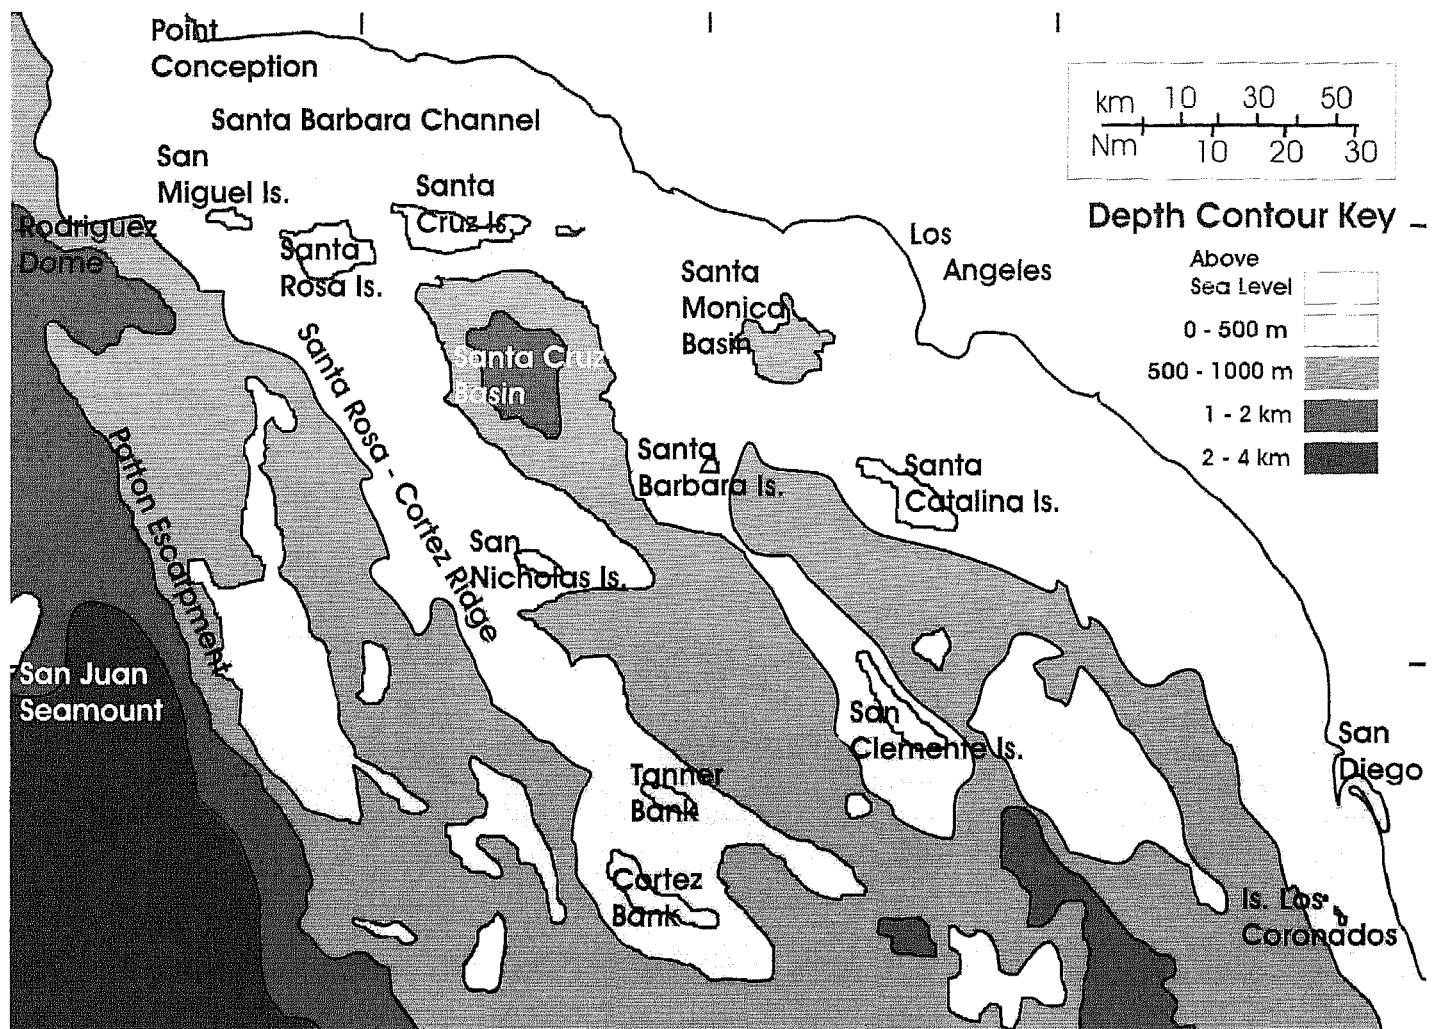 Point
Conception
Santa Barbara Channel
San
Miguel Is.
Santa
Cruz Is.
Rodriguez
Dome
Santa
Rosa Is.
km 10 30 50
Nm 10 20 30
Depth Contour Key
Above
Sea Level
0 - 500 m
500 - 1000 m
1 - 2 km
2 - 4 km
Los
Angeles
Santa
Monica
Basin
Santa Cruz
Basin
Santa Rosa - Cortez Ridge
Patton Escarpment
Santa
Barbara Is.
Santa
Catalina Is.
San
Nicholas Is.
San Juan
Seamount
San
Clemente Is.
San
Diego
Tanner
Bank
Cortez
Bank
Is. Los
Coronados